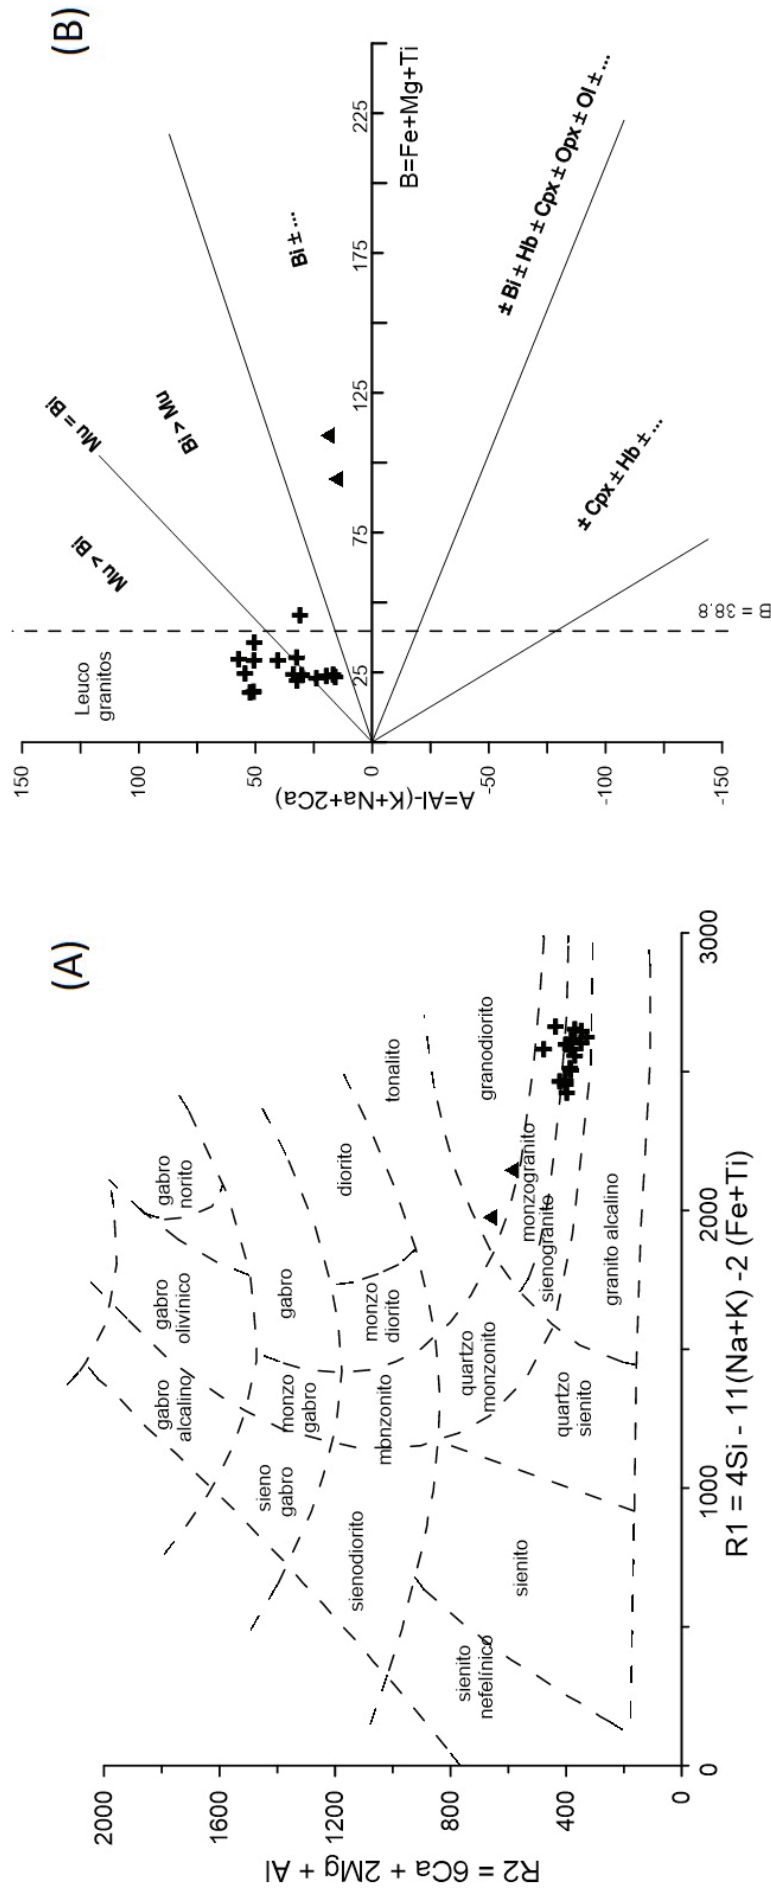 (A)
R2 = 6Ca + 2Mg + Al
2000
1600
1200
800
400
0
gabro
alcalino
gabro
olivínico
gabro
norito
sieno
gabro
monzo
gabro
gabro
sienodiorito
monzonito
monzo
diorito
diorito
tonalito
sienito
nefelínico
sienito
quartzo
monzonito
quartzo
sienito
granodiorito
monzogranito
sienogranito
granito alcalino
0
1000
2000
3000
R1 = 4Si - 11(Na+K) -2 (Fe+Ti)
(B)
A=Al-(K+Na+2Ca)
150
100
50
0
-50
-100
-150
Leuco
granitos
Mu > Bi
Mu = Bi
Bi > Mu
Bi ± ...
25
75
125
175
225
B=Fe+Mg+Ti
± Bi ± Hb ± Cpx ± Opx ± Ol ± ...
± Cpx ± Hb ± ...
B = 38.8